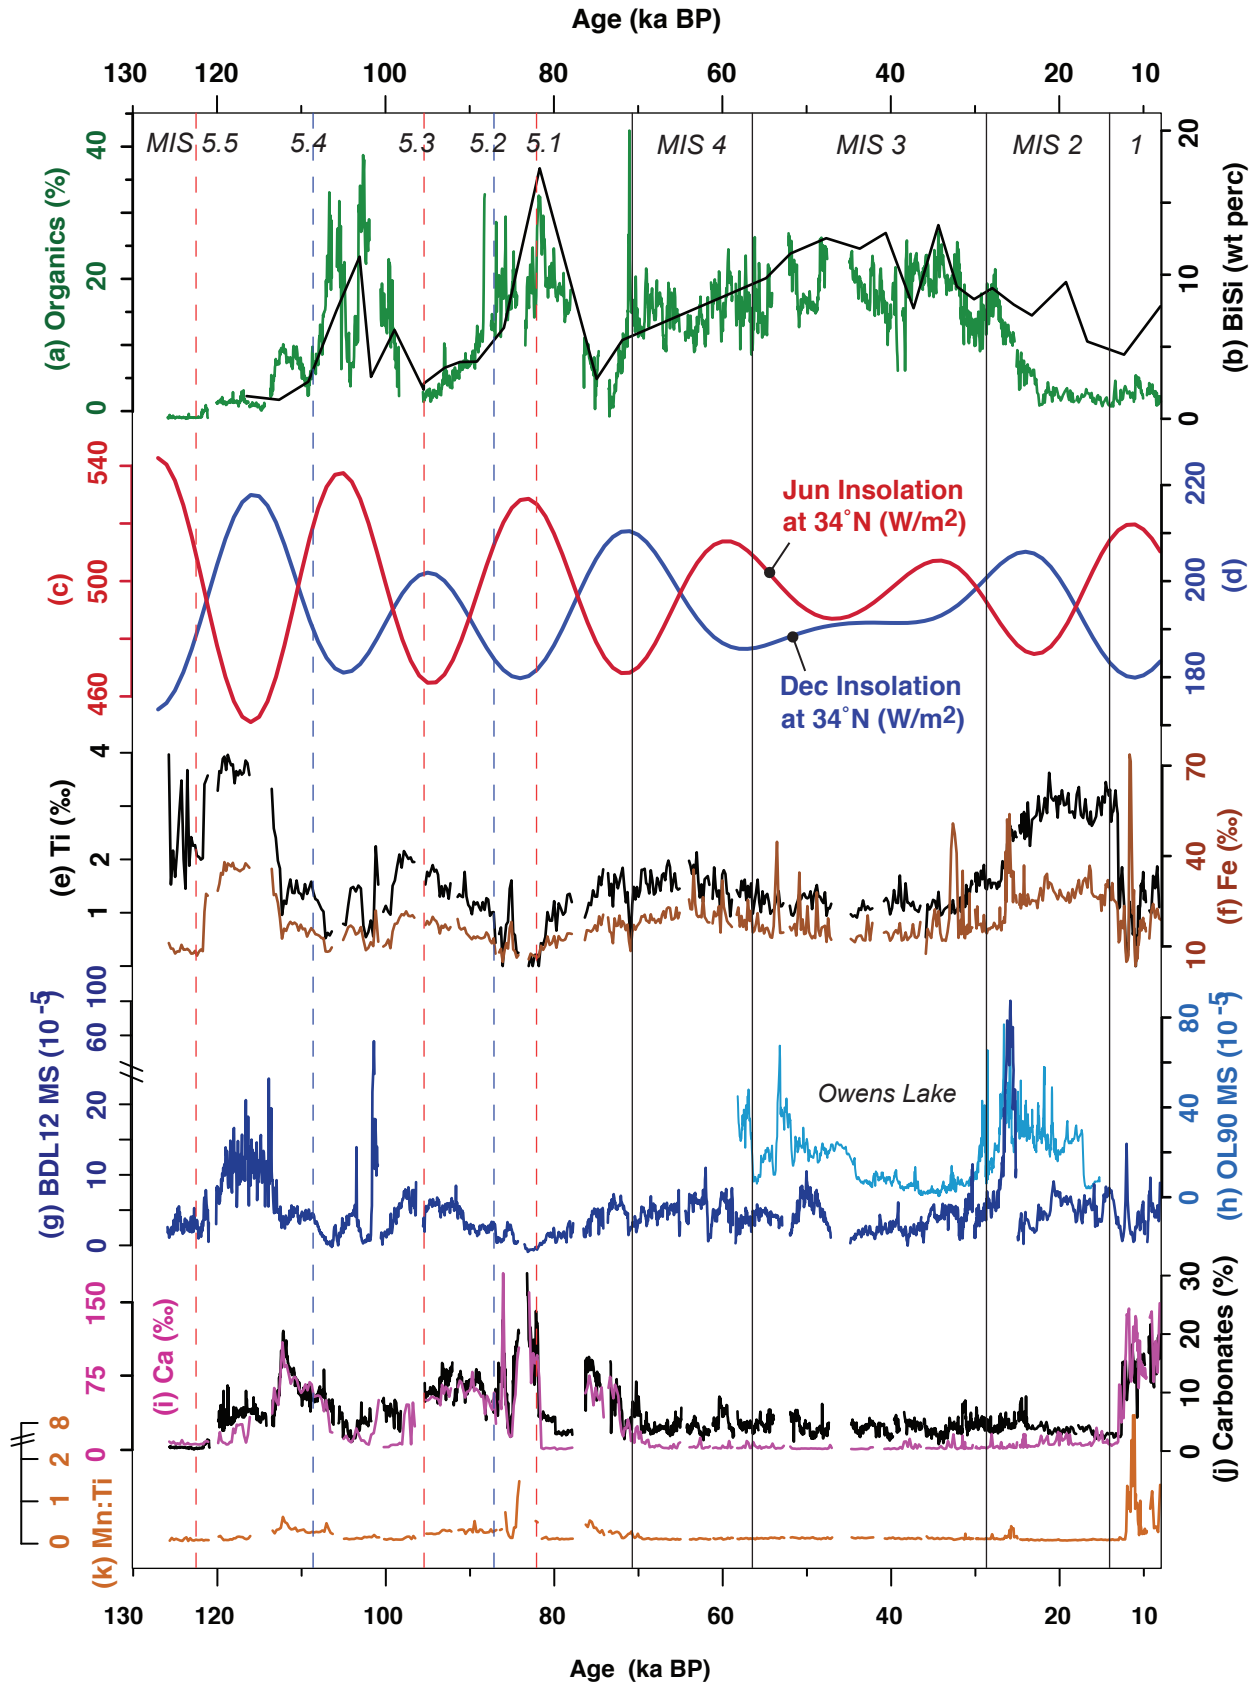 Age (ka BP)
130 120 100 80 60 40 20 10
MIS 5.5 5.4 5.3 5.2 5.1 MIS 4 MIS 3 MIS 2 1
(a) Organics (%)
40
20
0
(b) BiSi (wt perc)
20
10
0
(c)
540
500
460
(d)
220
200
180
Jun Insolation
at 34°N (W/m2)
Dec Insolation
at 34°N (W/m2)
(e) Ti (‰)
4
2
1
(f) Fe (‰)
70
40
10
(g) BDL12 MS (10-5)
100
60
20
10
0
(h) OL90 MS (10-5)
80
40
0
Owens Lake
(i) Ca (‰)
150
75
0
(j) Carbonates (%)
30
20
10
0
(k) Mn:Ti
8
2
1
0
130 120 100 80 60 40 20 10
Age (ka BP)